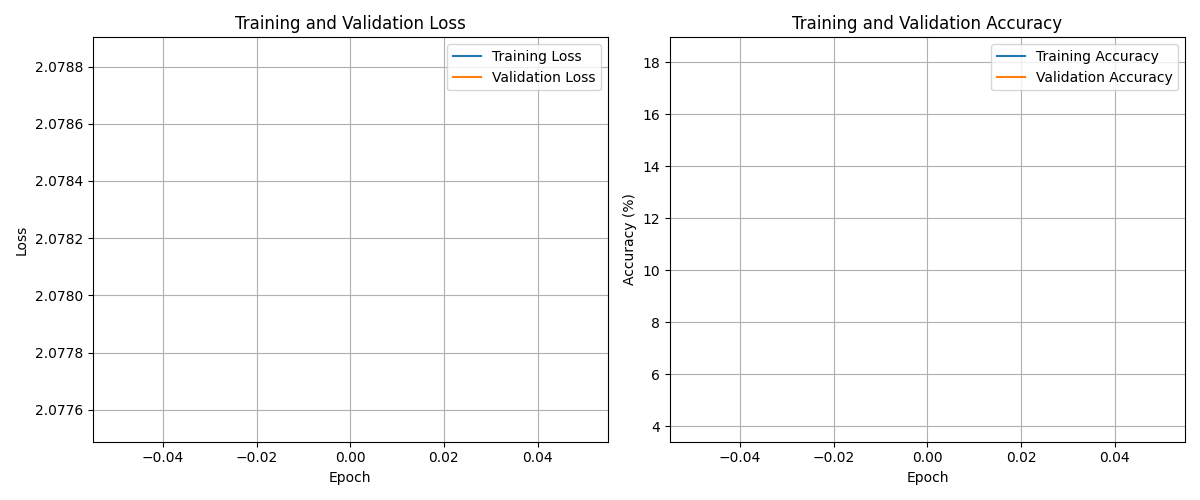 Training and Validation Loss
Training Loss
Validation Loss
2.0788
2.0786
2.0784
2.0782
2.0780
2.0778
2.0776
Loss
−0.04 −0.02 0.00 0.02 0.04
Epoch
Training and Validation Accuracy
Training Accuracy
Validation Accuracy
18
16
14
12
10
8
6
4
Accuracy (%)
−0.04 −0.02 0.00 0.02 0.04
Epoch